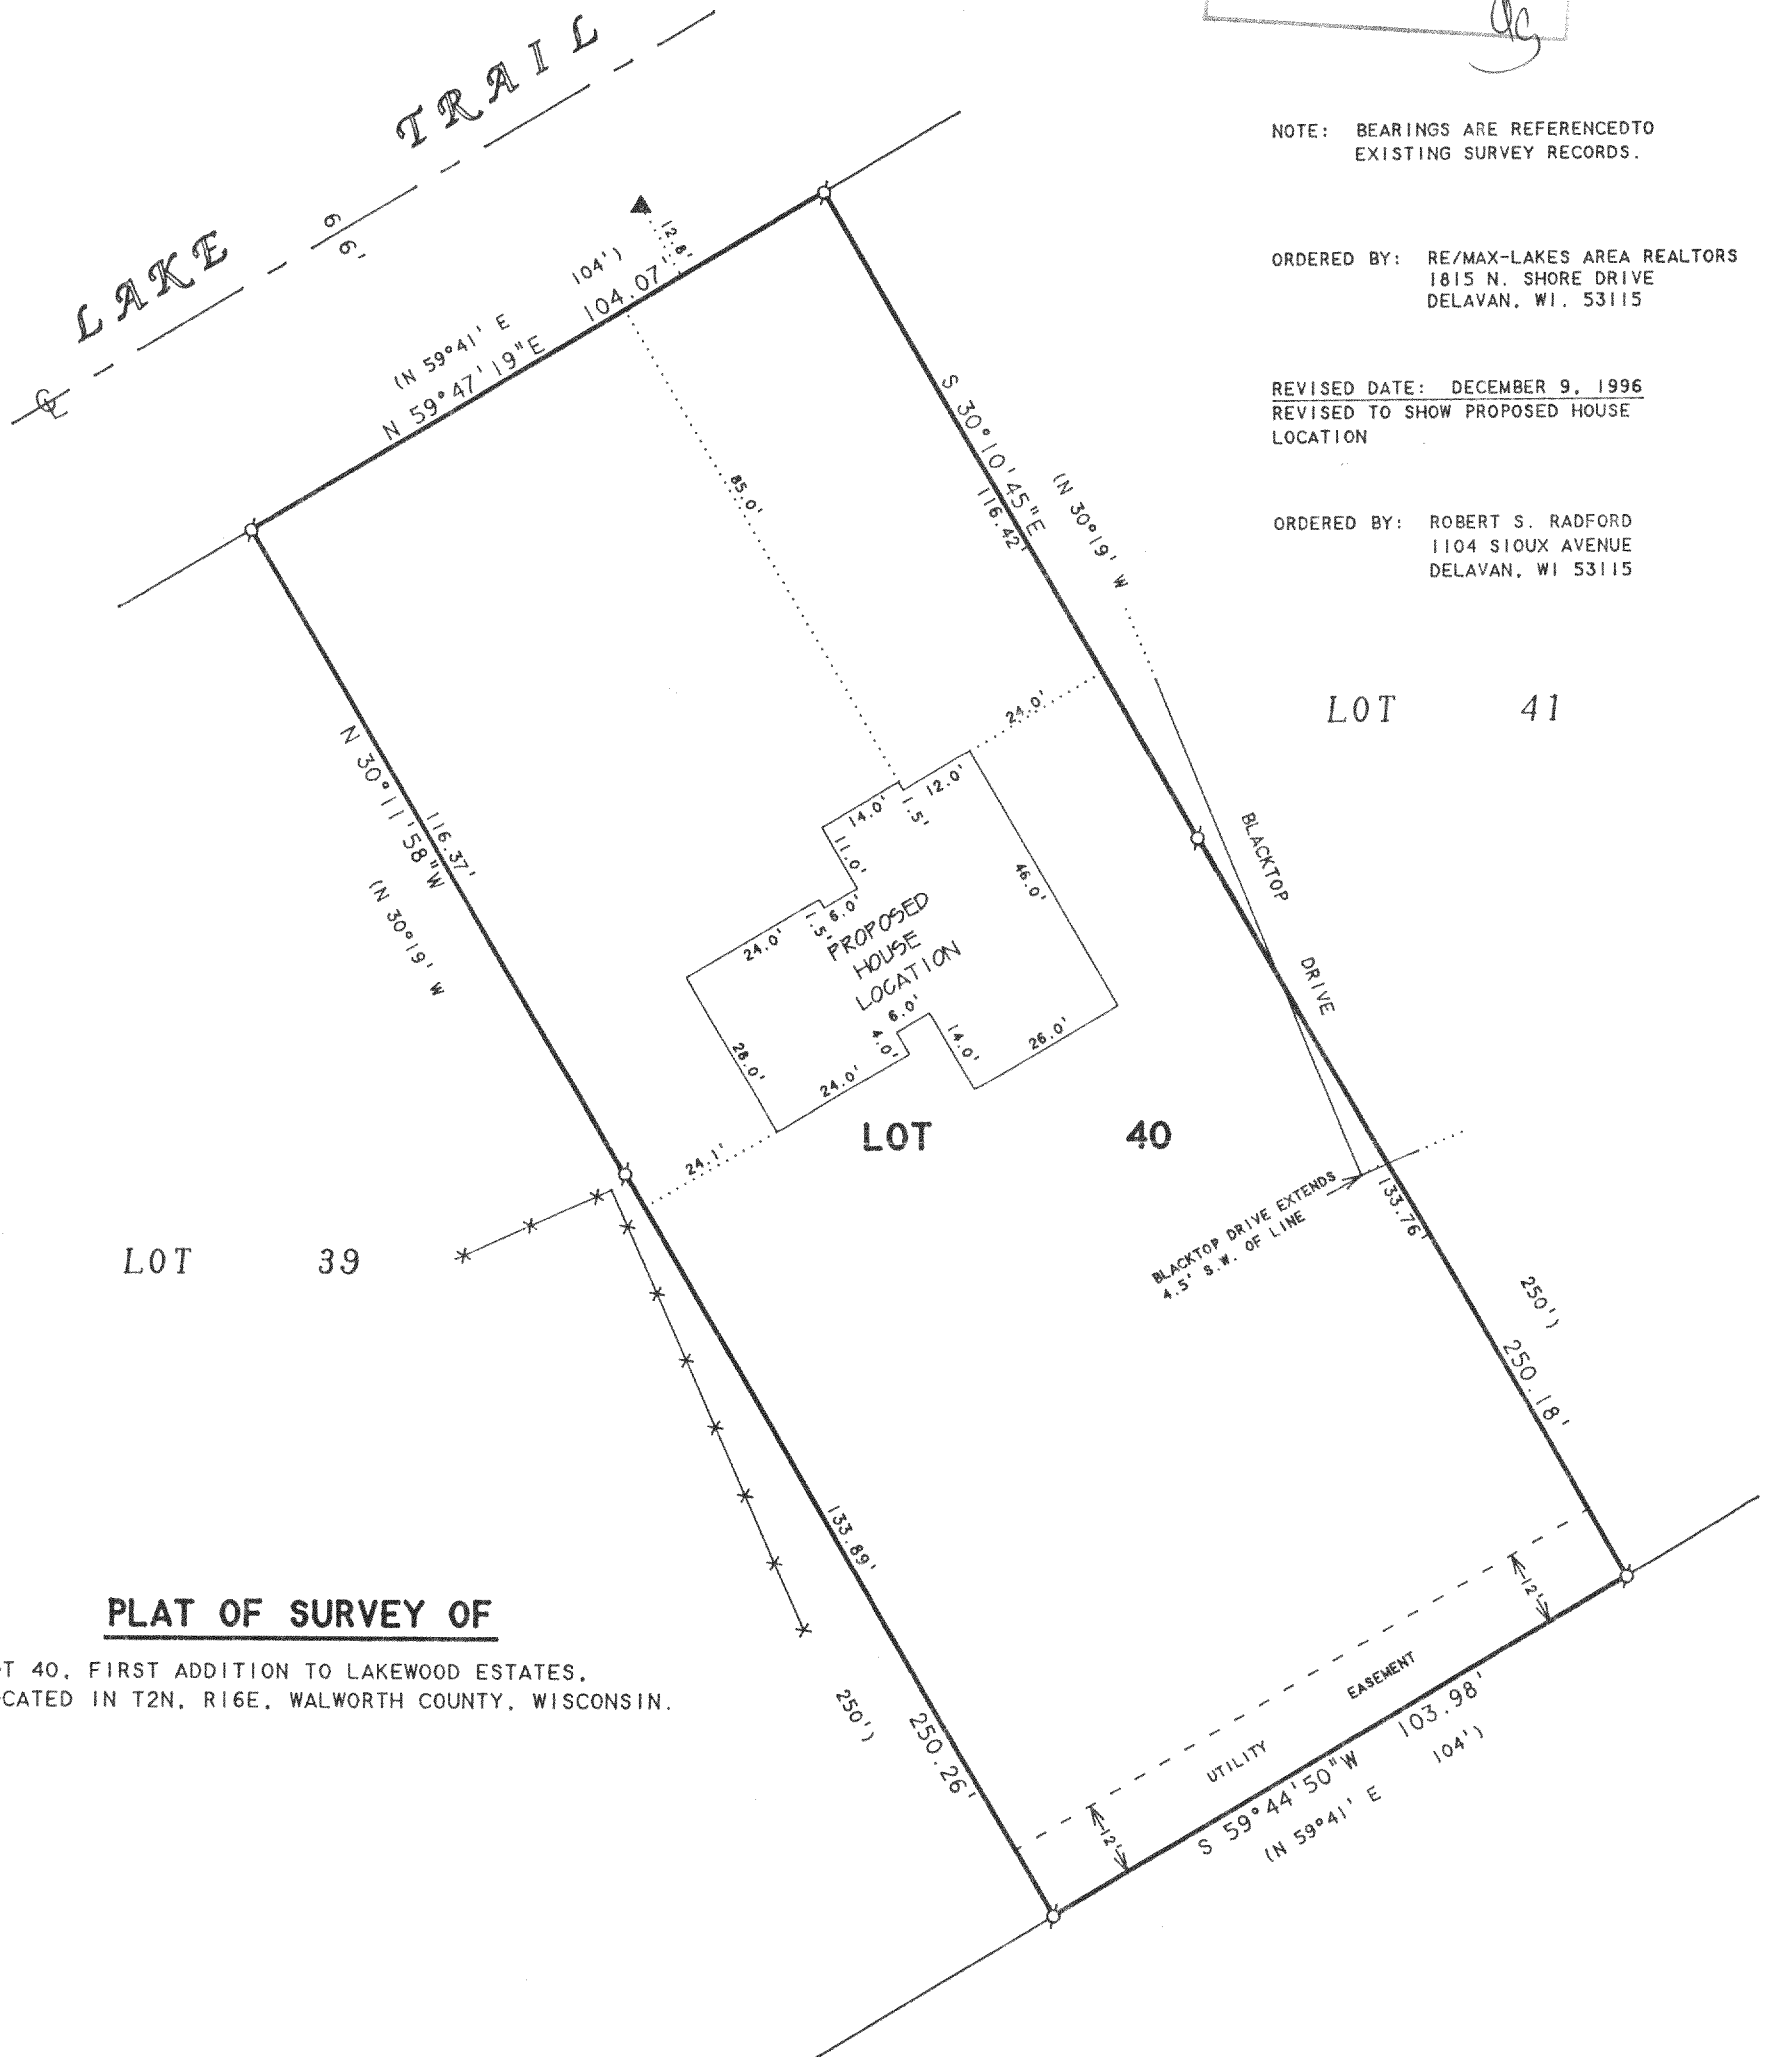 LAKE TRAIL
66'
NOTE: BEARINGS ARE REFERENCEDTO
EXISTING SURVEY RECORDS.
ORDERED BY: RE/MAX-LAKES AREA REALTORS
1815 N. SHORE DRIVE
DELAVAN, WI. 53115
REVISED DATE: DECEMBER 9, 1996
REVISED TO SHOW PROPOSED HOUSE
LOCATION
ORDERED BY: ROBERT S. RADFORD
1104 SIOUX AVENUE
DELAVAN, WI 53115
12.8'
(N 59°41' E 104')
N 59°47'19"E 104.07'
S 30°10'45"E
116.42'
(N 30°19' W
85.0'
24.0'
LOT 41
N 30°11'58"W
116.37'
(N 30°19' W
12.0'
14.0'
1.5'
11.0'
46.0'
6.0'
1.5'
24.0'
PROPOSED
HOUSE
LOCATION
6.0'
4.0'
14.0'
26.0'
28.0'
24.0'
24.1'
BLACKTOP DRIVE
LOT 40
BLACKTOP DRIVE EXTENDS
4.5' S.W. OF LINE
133.76'
LOT 39
250')
250.18'
133.89'
250')
250.26'
12'
UTILITY EASEMENT
12'
S 59°44'50"W 103.98'
(N 59°41' E 104')
PLAT OF SURVEY OF
T 40, FIRST ADDITION TO LAKEWOOD ESTATES,
CATED IN T2N, R16E, WALWORTH COUNTY, WISCONSIN.